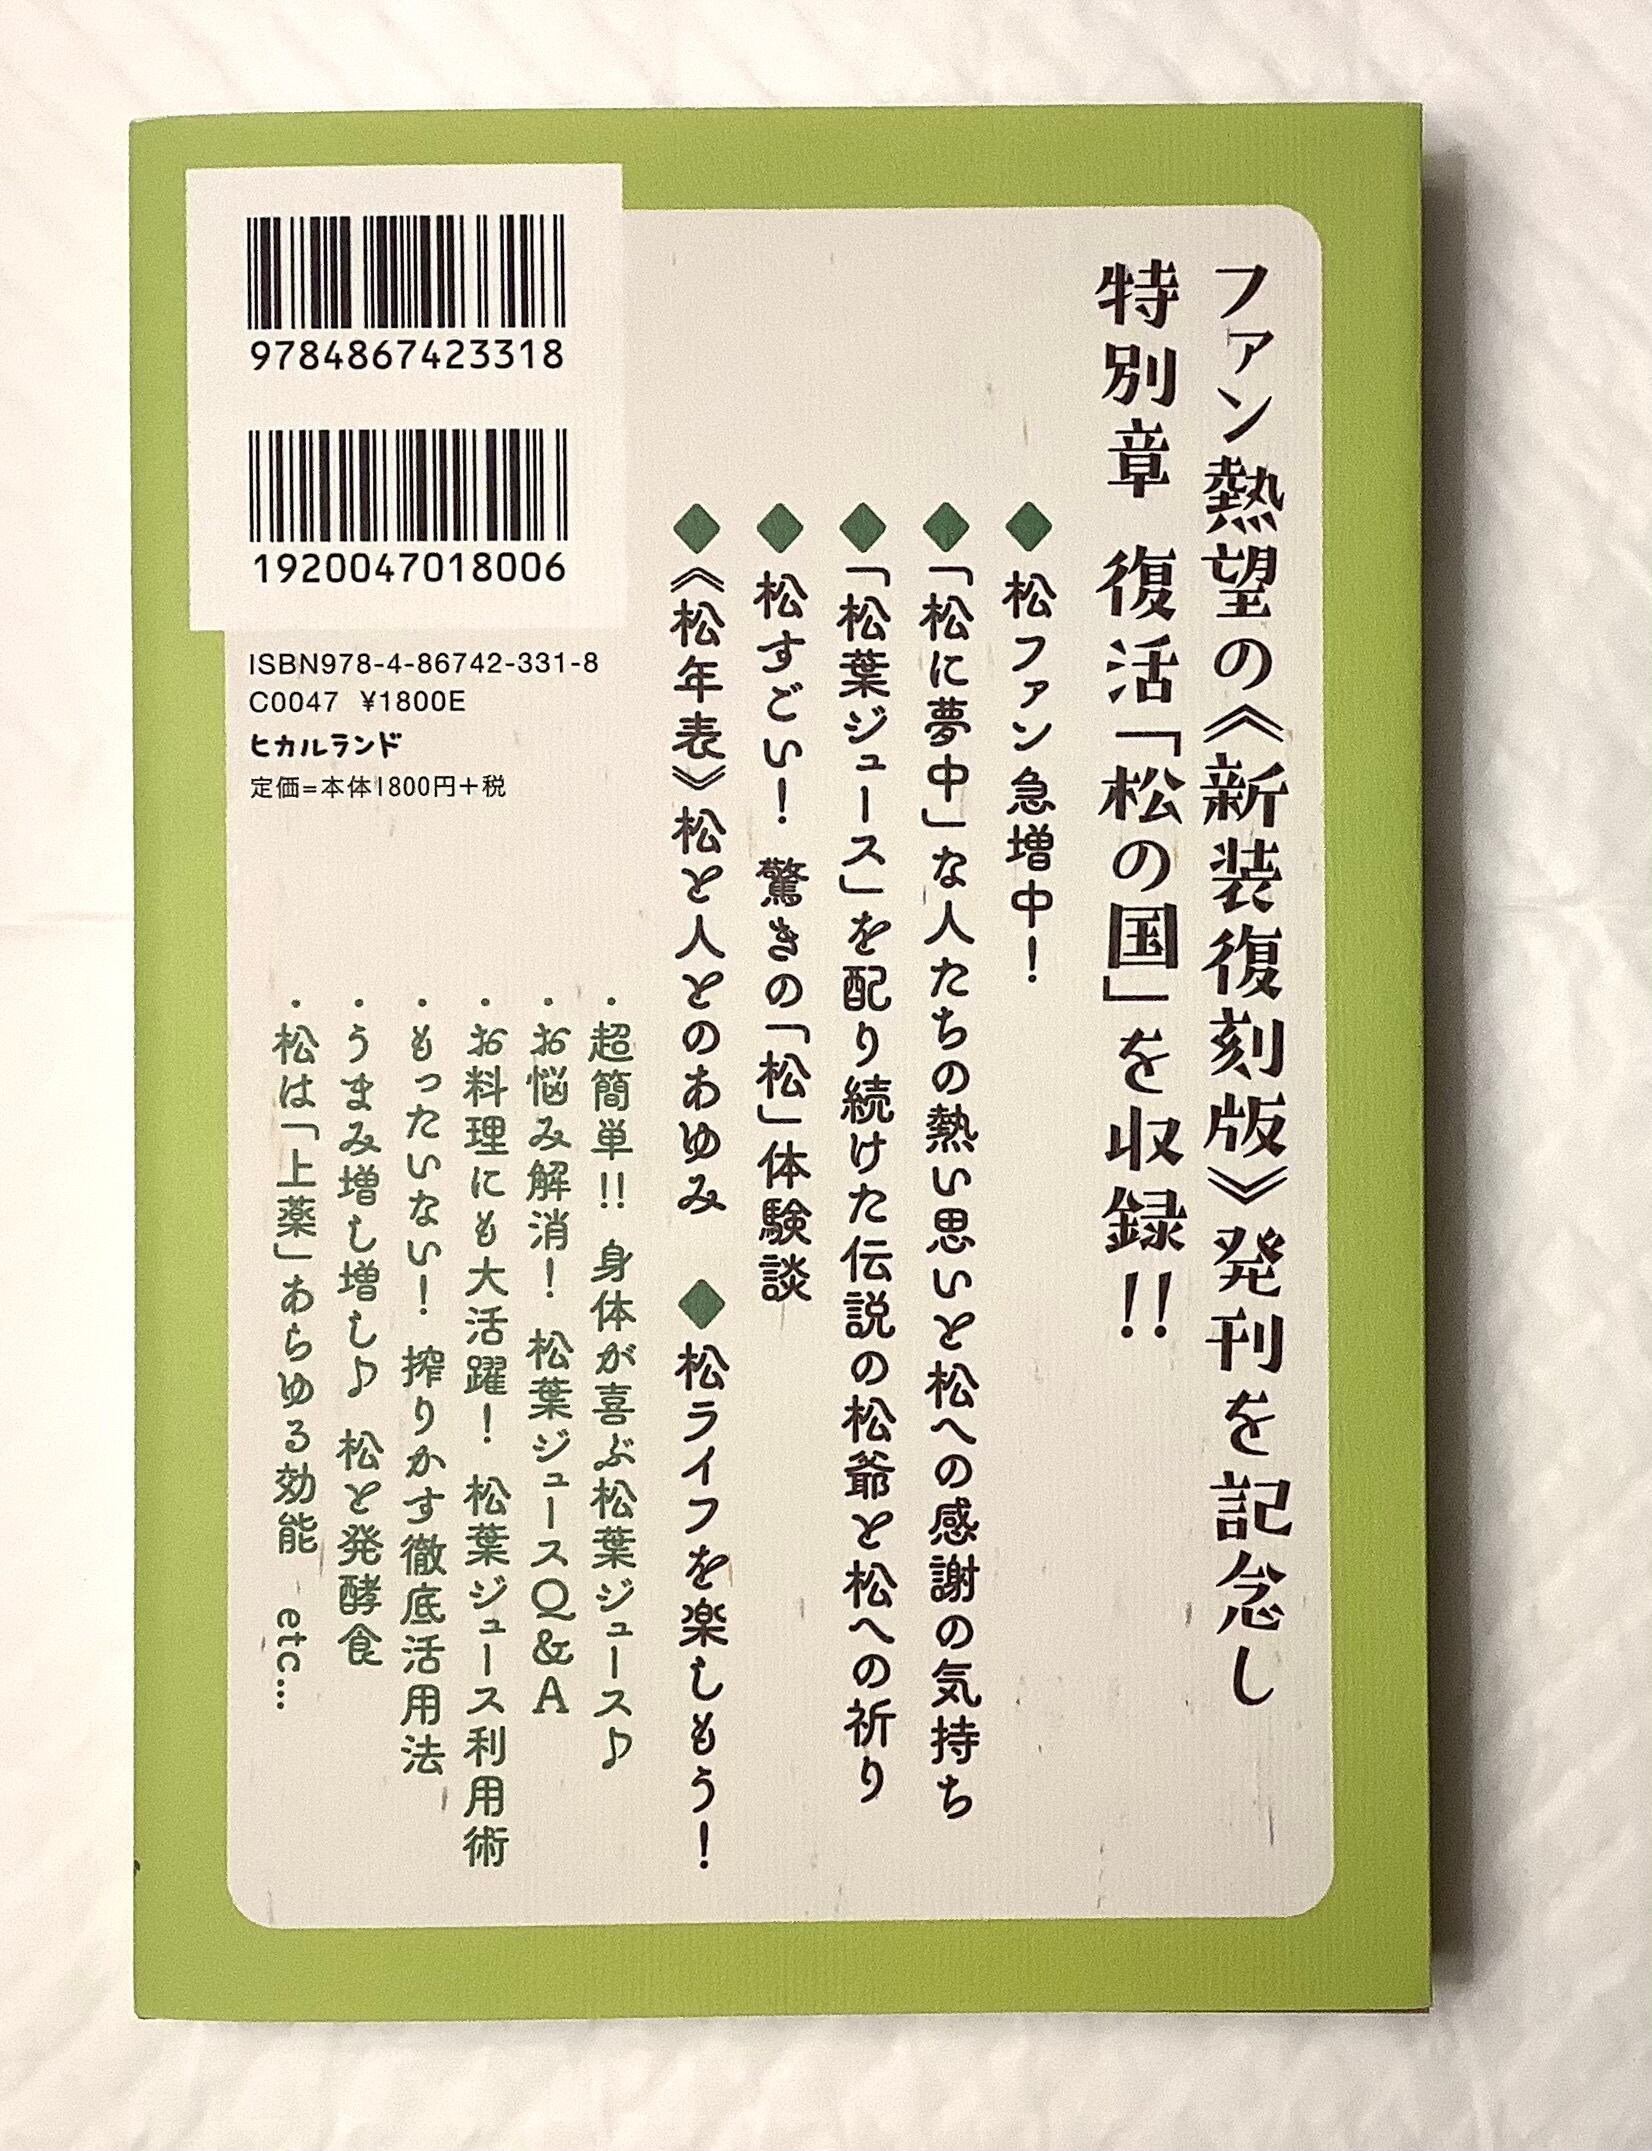 ファン熱望の《新装復刻版》発刊を記念し
特別章 復活「松の国」を収録!!
◆松ファン急増中！
◆「松に夢中」な人たちの熱い思いと松への感謝の気持ち
◆「松葉ジュース」を配り続けた伝説の松爺と松への祈り
◆松すごい！ 驚きの「松」体験談
◆《松年表》松と人とのあゆみ ◆松ライフを楽しもう！
・超簡単!! 身体が喜ぶ松葉ジュース♪
・お悩み解消！ 松葉ジュースQ&A
・お料理にも大活躍！ 松葉ジュース利用術
・もったいない！ 搾りかす徹底活用法
・うまみ増し増し♪ 松と発酵食
・松は「上薬」あらゆる効能 etc…
9784867423318
1920047018006
ISBN978-4-86742-331-8
C0047 ¥1800E
ヒカルランド
定価=本体1800円+税